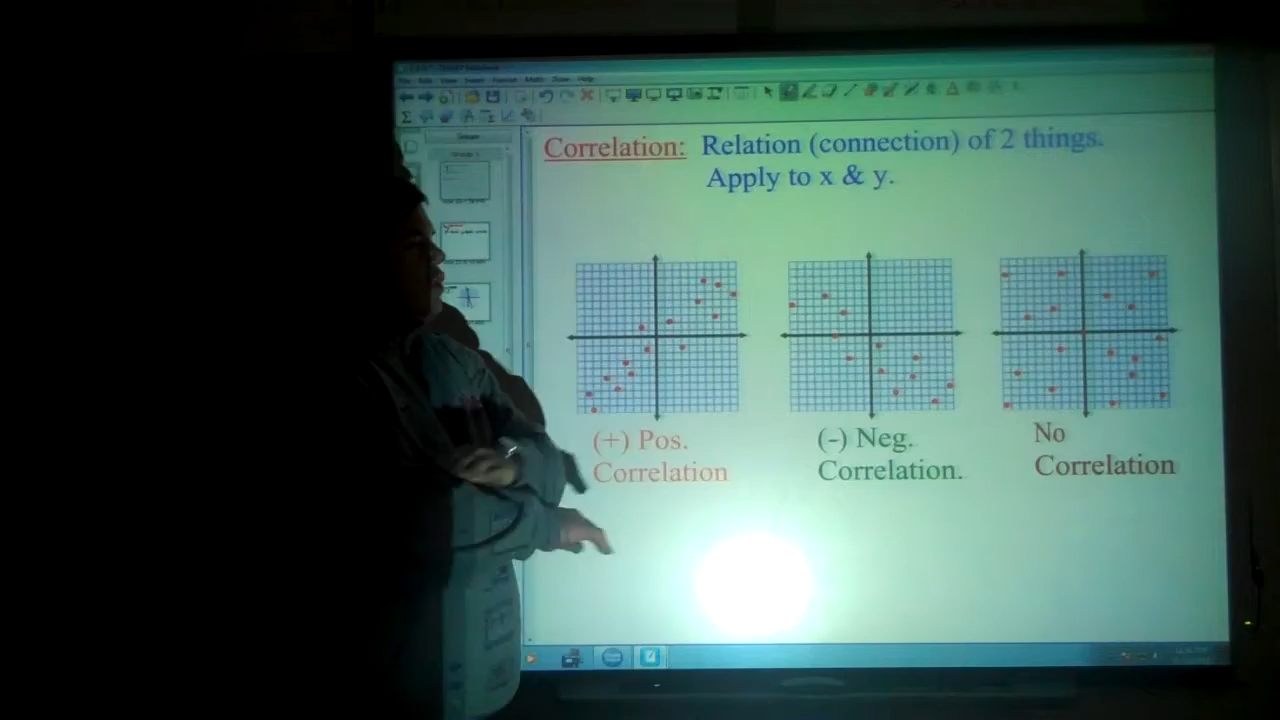 Correlation: Relation (connection) of 2 things.
Apply to x & y.
(+) Pos.
Correlation
(-) Neg.
Correlation.
No
Correlation